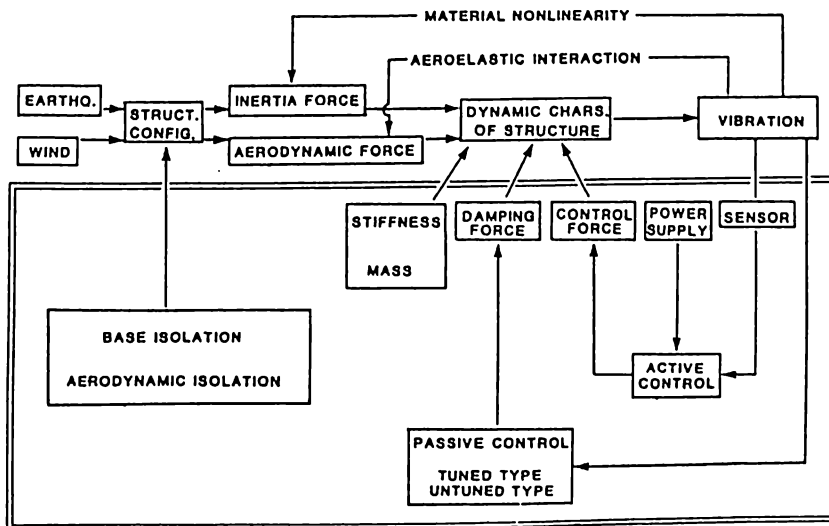 MATERIAL NONLINEARITY
AEROELASTIC INTERACTION
EARTHQ.
WIND
STRUCT.
CONFIG.
INERTIA FORCE
AERODYNAMIC FORCE
DYNAMIC CHARS.
OF STRUCTURE
VIBRATION
STIFFNESS
MASS
DAMPING
FORCE
CONTROL
FORCE
POWER
SUPPLY
SENSOR
BASE ISOLATION
AERODYNAMIC ISOLATION
ACTIVE
CONTROL
PASSIVE CONTROL
TUNED TYPE
UNTUNED TYPE